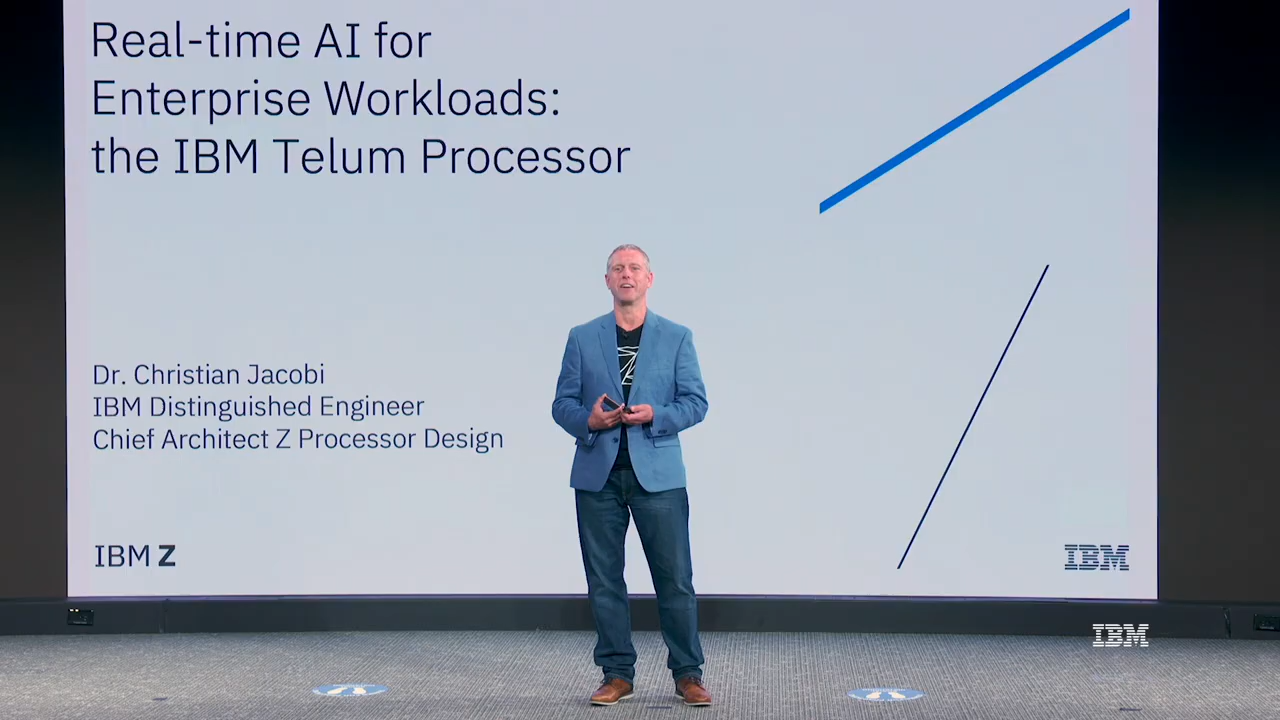 Real-time AI for
Enterprise Workloads:
the IBM Telum Processor
Dr. Christian Jacobi
IBM Distinguished Engineer
Chief Architect Z Processor Design
IBM Z
IBM
IBM